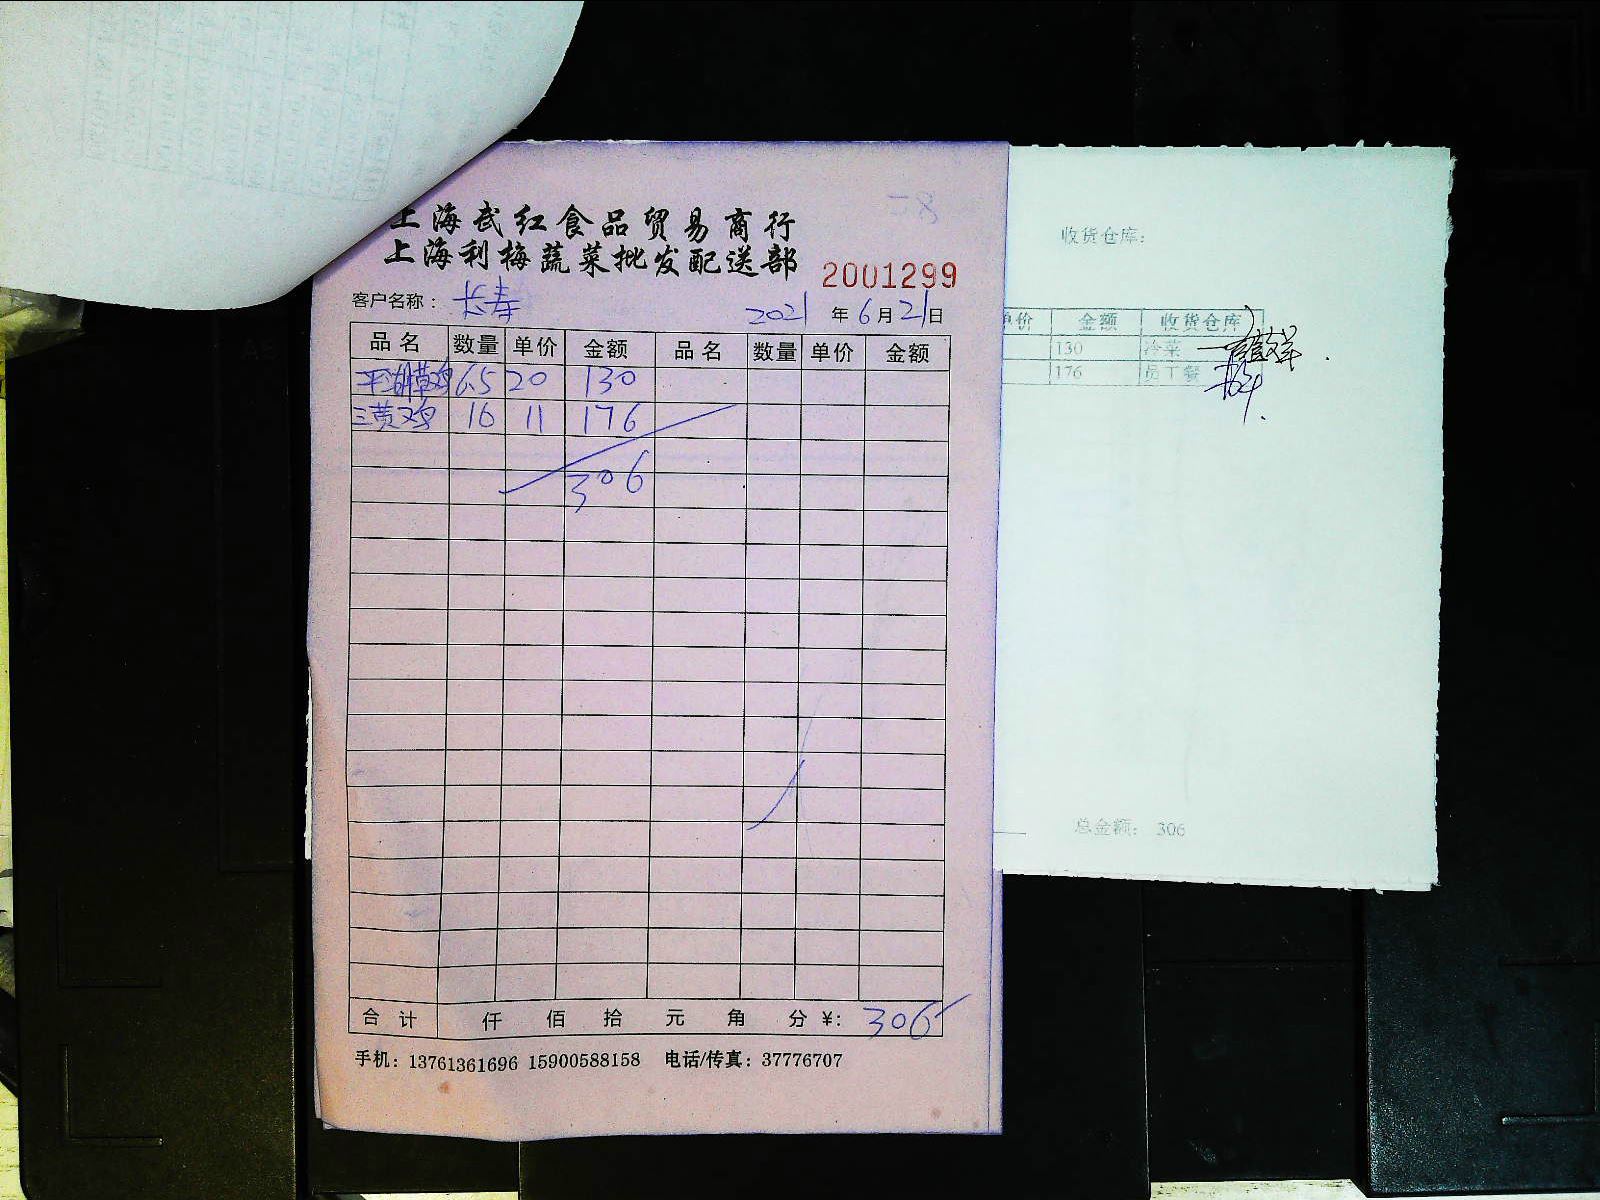 上海武红食品贸易商行
上海利梅蔬菜批发配送部
2001299
客户名称： 长寿
2021 年 6 月 21 日
品名 数量 单价 金额 品名 数量 单价 金额
平湖草鸡 6.5 20 130
三黄鸡 16 11 176
306
合计 仟 佰 拾 元 角 分 ¥： 306
手机：13761361696 15900588158 电话/传真：37776707
收货仓库：
单价 金额 收货仓库
130 冷菜
176 员工餐
总金额： 306